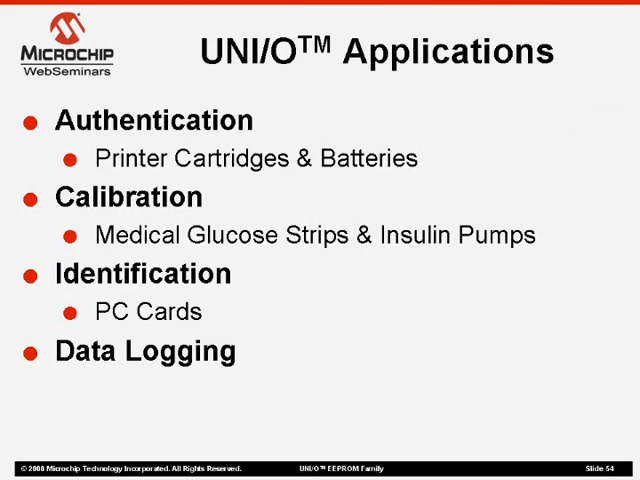 MICROCHIP
WebSeminars
UNI/O™ Applications
Authentication
Printer Cartridges & Batteries
Calibration
Medical Glucose Strips & Insulin Pumps
Identification
PC Cards
Data Logging
© 2008 Microchip Technology Incorporated. All Rights Reserved. UNI/O™ EEPROM Family Slide 54